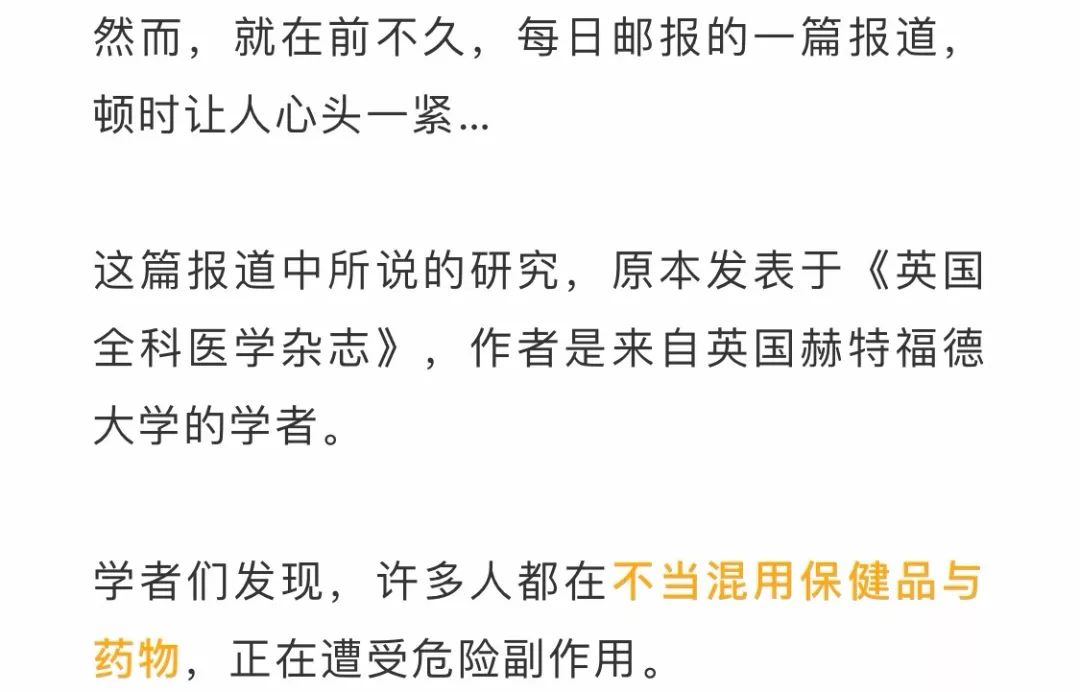 然而，就在前不久，每日邮报的一篇报道，
顿时让人心头一紧…
这篇报道中所说的研究，原本发表于《英国
全科医学杂志》，作者是来自英国赫特福德
大学的学者。
学者们发现，许多人都在不当混用保健品与
药物，正在遭受危险副作用。